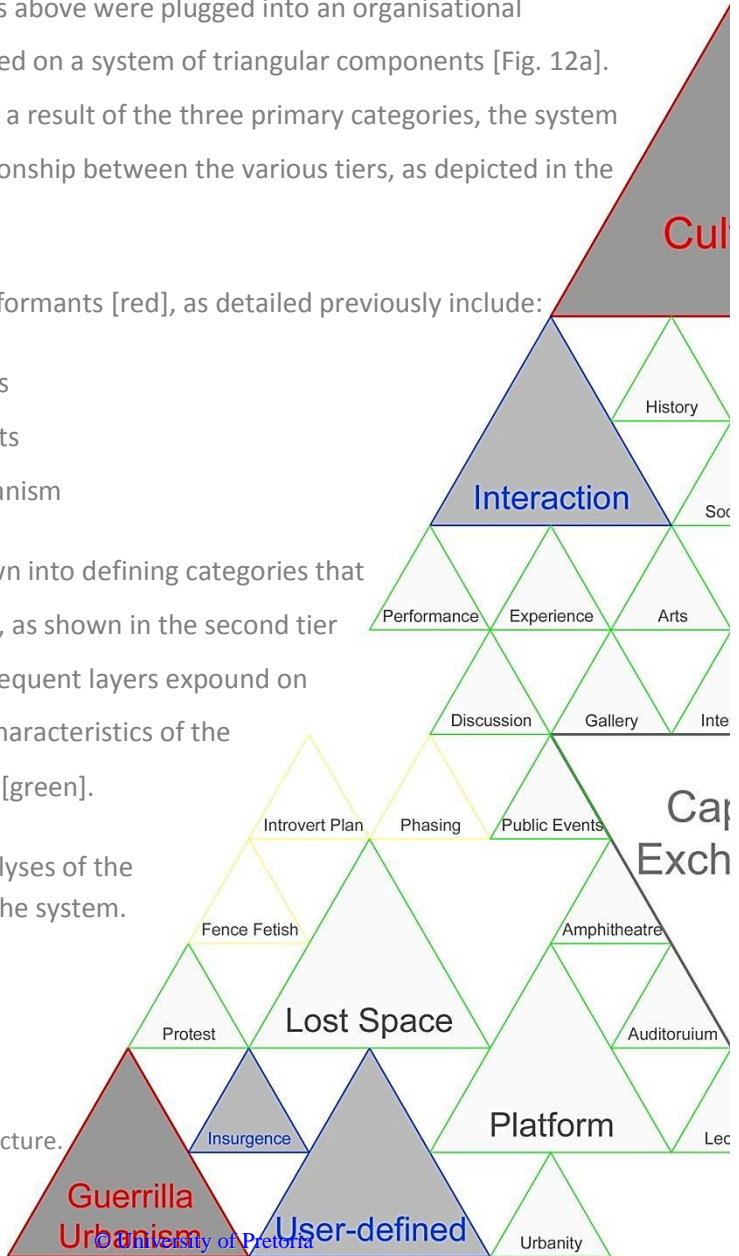 s above were plugged into an organisational
ed on a system of triangular components [Fig. 12a].
a result of the three primary categories, the system
onship between the various tiers, as depicted in the
formants [red], as detailed previously include:
s
ts
anism
vn into defining categories that
, as shown in the second tier
equent layers expound on
haracteristics of the
[green].
lyses of the
he system.
cture.
Cul
History
Interaction
Soc
Performance Experience Arts
Discussion Gallery Inte
Cap
Exch
Introvert Plan Phasing Public Events
Fence Fetish Amphitheatre
Protest Lost Space Auditoruium
Insurgence Platform Lec
Guerrilla
Urbanism User-defined Urbanity
© University of Pretoria